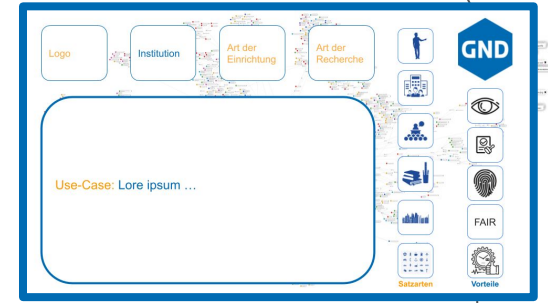 Logo
Institution
Art der
Einrichtung
Art der
Recherche
GND
Use-Case: Lore ipsum …
FAIR
Satzarten
Vorteile